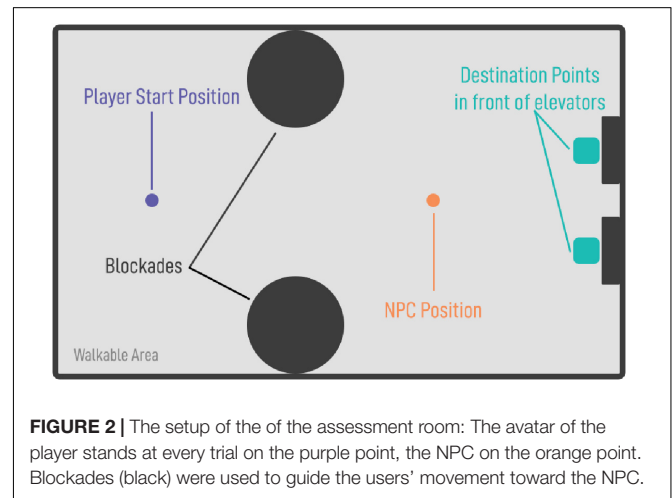 Player Start Position
Destination Points
in front of elevators
Blockades
NPC Position
Walkable Area
FIGURE 2 | The setup of the of the assessment room: The avatar of the
player stands at every trial on the purple point, the NPC on the orange point.
Blockades (black) were used to guide the users' movement toward the NPC.